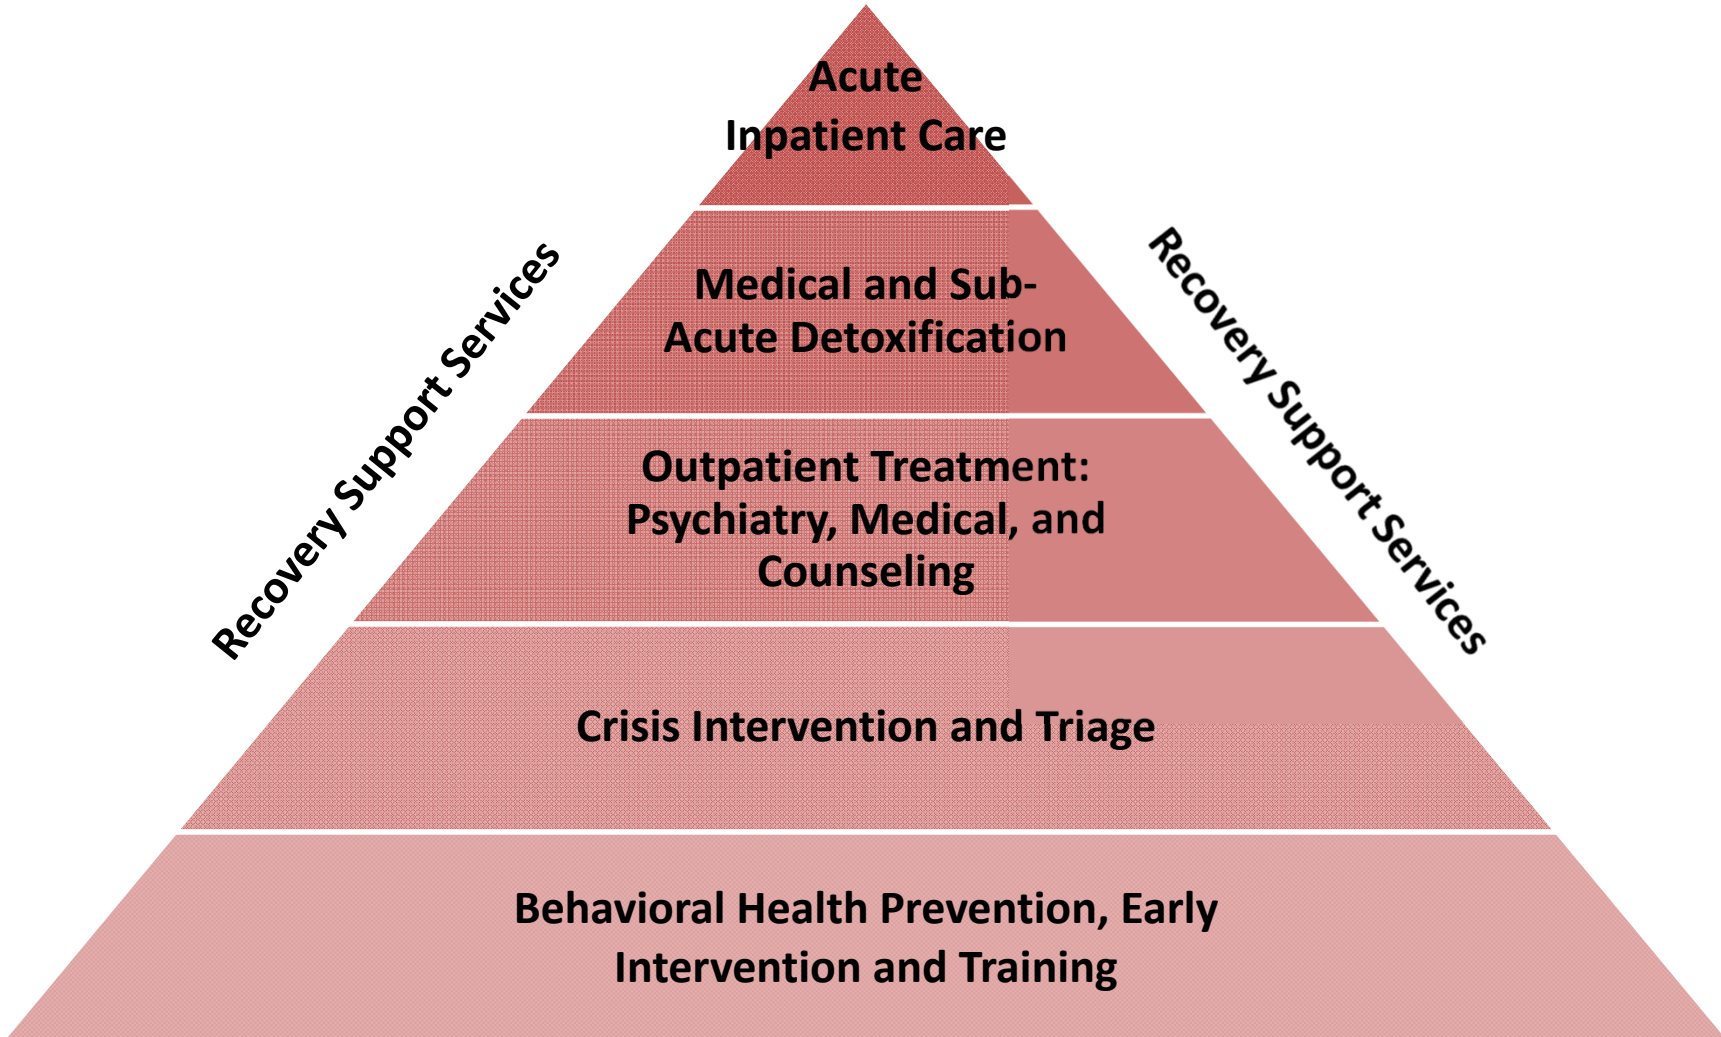 Acute
Inpatient Care
Recovery Support Services
Recovery Support Services
Medical and Sub-
Acute Detoxification
Outpatient Treatment:
Psychiatry, Medical, and
Counseling
Crisis Intervention and Triage
Behavioral Health Prevention, Early
Intervention and Training